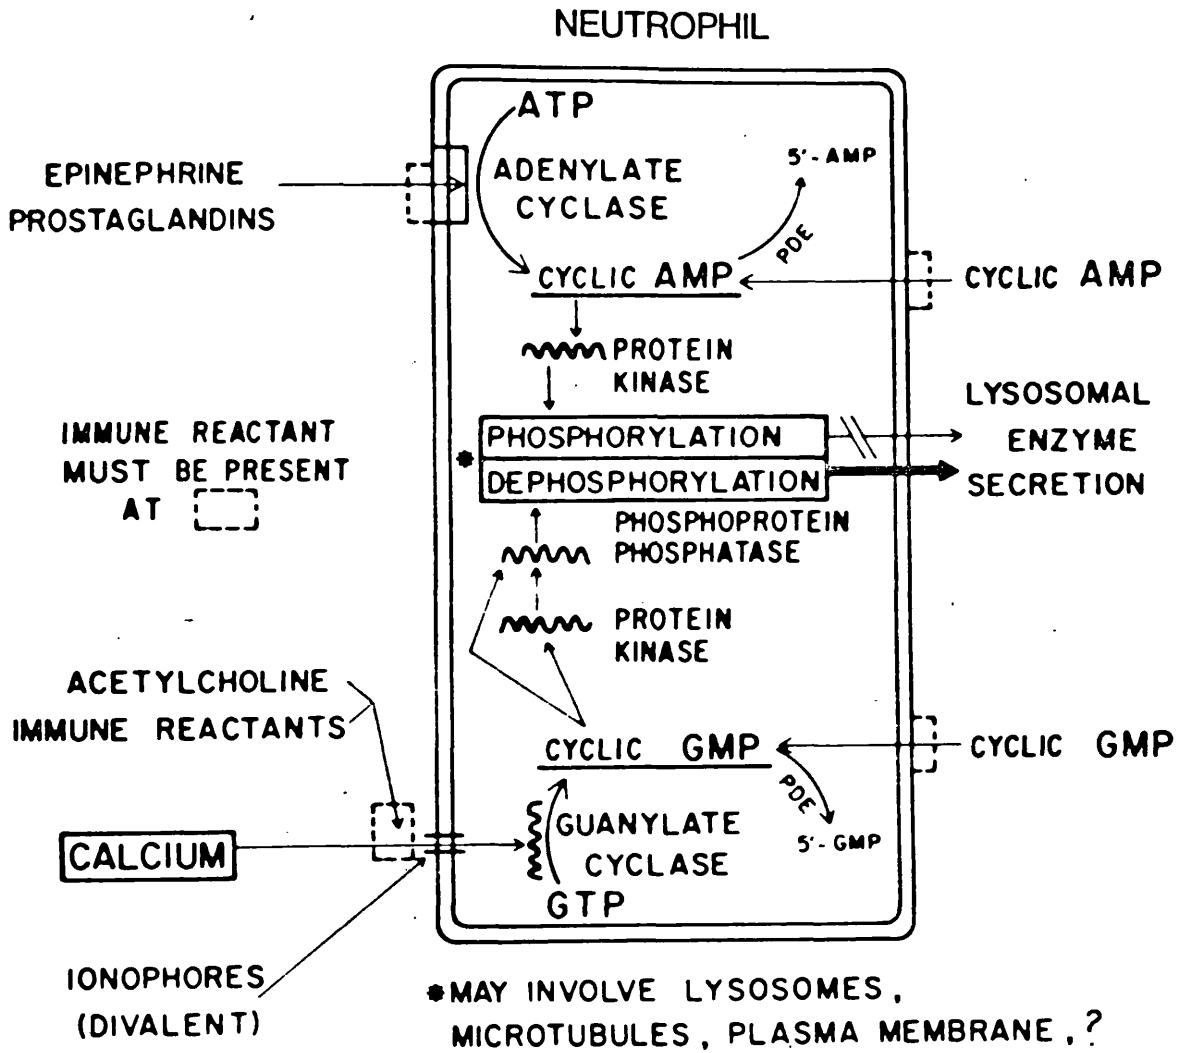 NEUTROPHIL
ATP
EPINEPHRINE
PROSTAGLANDINS
ADENYLATE
CYCLASE
5'-AMP
PDE
CYCLIC AMP
CYCLIC AMP
PROTEIN
KINASE
IMMUNE REACTANT
MUST BE PRESENT
AT
*
PHOSPHORYLATION
DEPHOSPHORYLATION
LYSOSOMAL
ENZYME
SECRETION
PHOSPHOPROTEIN
PHOSPHATASE
PROTEIN
KINASE
ACETYLCHOLINE
IMMUNE REACTANTS
CYCLIC GMP
CYCLIC GMP
PDE
5'-GMP
CALCIUM
GUANYLATE
CYCLASE
GTP
IONOPHORES
(DIVALENT)
*MAY INVOLVE LYSOSOMES,
MICROTUBULES, PLASMA MEMBRANE, ?